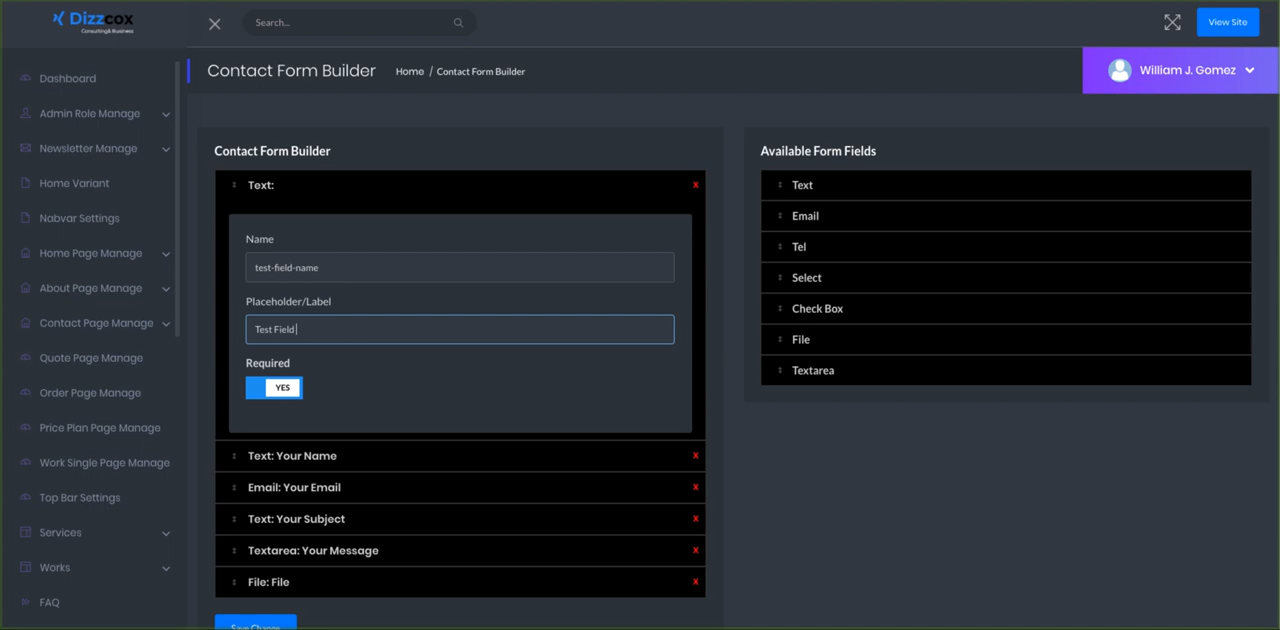 Dizzcox
Consulting& Business
Search...
View Site
Contact Form Builder
Home / Contact Form Builder
William J. Gomez
Dashboard
Admin Role Manage
Newsletter Manage
Home Variant
Nabvar Settings
Home Page Manage
About Page Manage
Contact Page Manage
Quote Page Manage
Order Page Manage
Price Plan Page Manage
Work Single Page Manage
Top Bar Settings
Services
Works
FAQ
Contact Form Builder
Text:
X
Name
test-field-name
Placeholder/Label
Test Field
Required
YES
Text: Your Name
X
Email: Your Email
X
Text: Your Subject
X
Textarea: Your Message
X
File: File
X
Save Change
Available Form Fields
Text
Email
Tel
Select
Check Box
File
Textarea